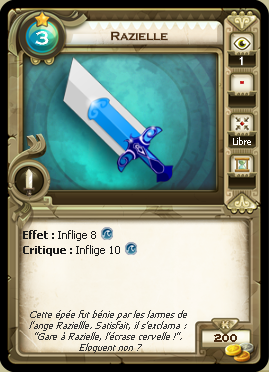 Razielle
3
1
Libre
Effet : Inflige 8
Critique : Inflige 10
Cette épée fut bénie par les larmes de
l'ange Raziellle. Satisfait, il s'exclama :
"Gare à Razielle, l'écrase cervelle !".
Eloquent non ?
K
200